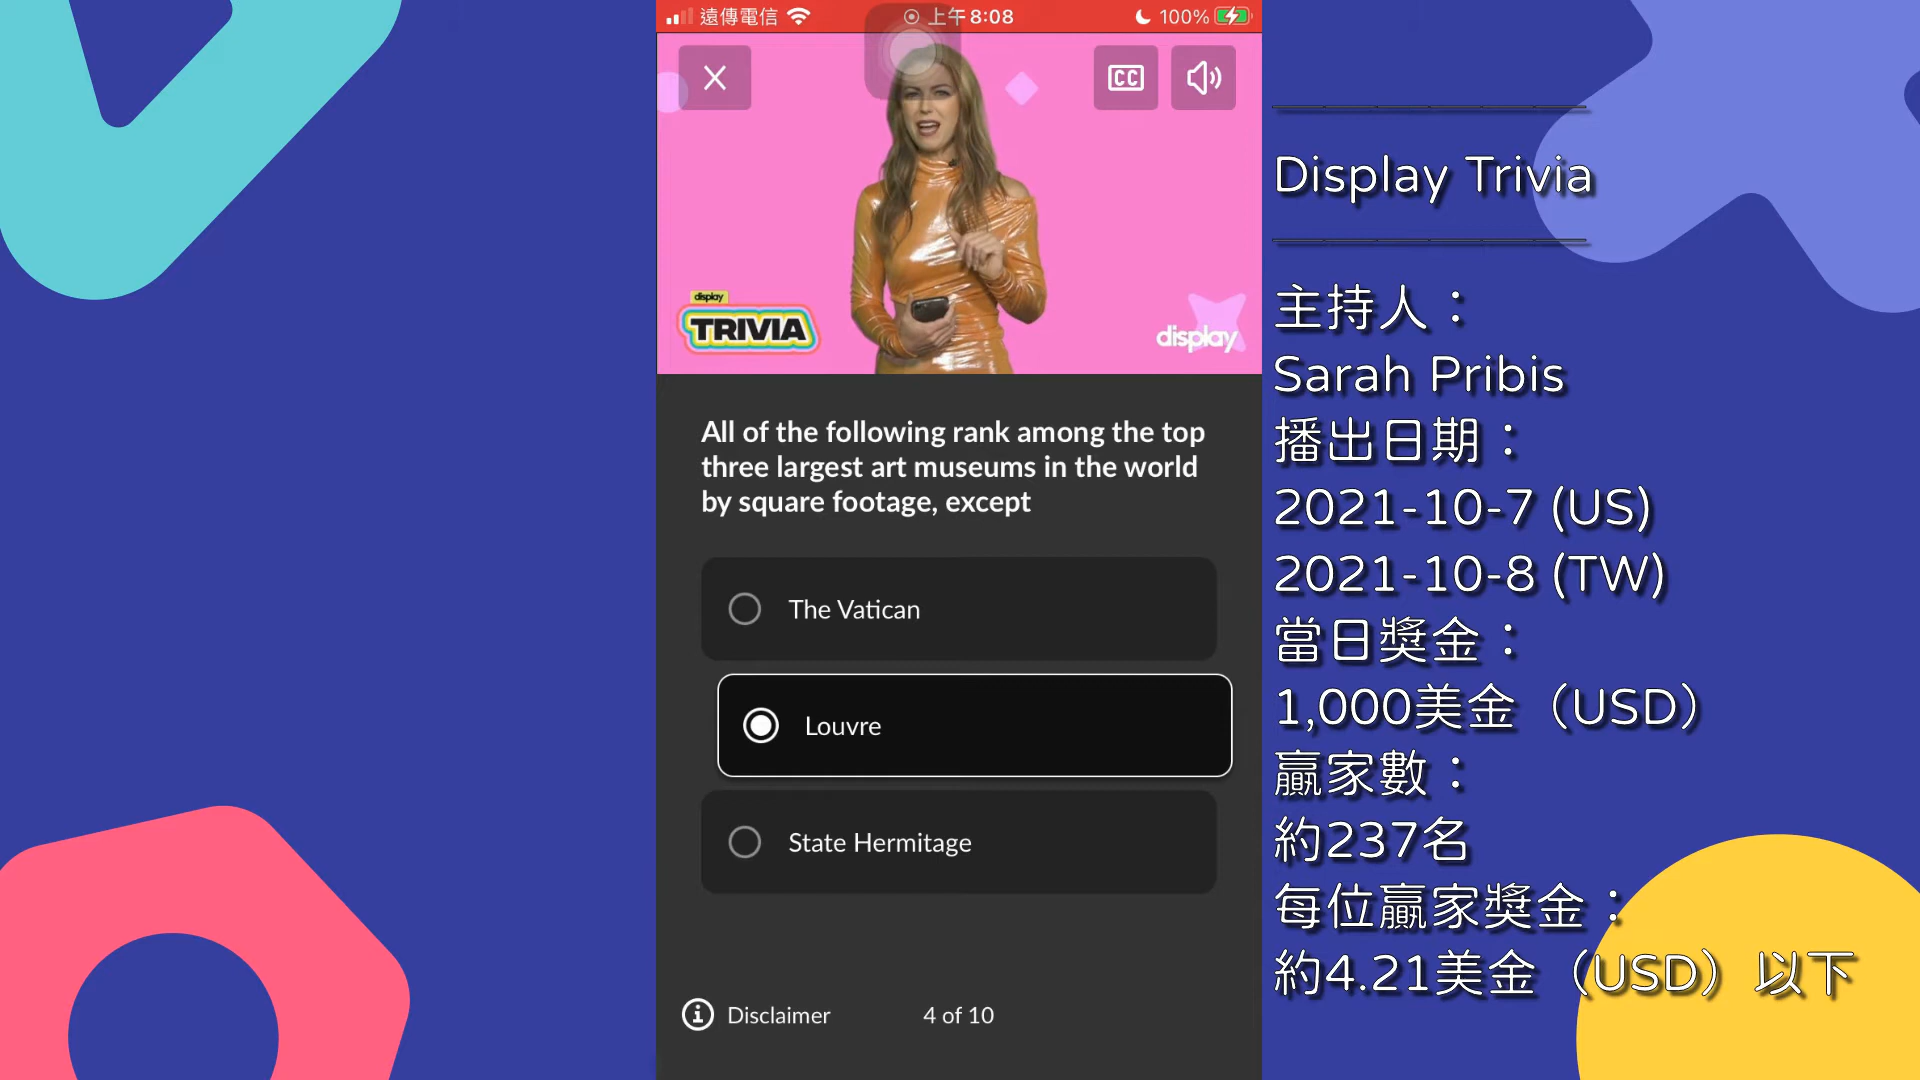 遠傳電信
上午8:08
100%
CC
display
TRIVIA
display
All of the following rank among the top
three largest art museums in the world
by square footage, except
The Vatican
Louvre
State Hermitage
Disclaimer
4 of 10
Display Trivia
主持人：
Sarah Pribis
播出日期：
2021-10-7 (US)
2021-10-8 (TW)
當日獎金：
1,000美金（USD）
贏家數：
約237名
每位贏家獎金：
約4.21美金（USD）以下